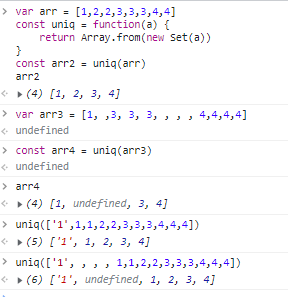 > var arr = [1,2,2,3,3,3,4,4]
const uniq = function(a) {
    return Array.from(new Set(a))
}
const arr2 = uniq(arr)
arr2
<· ▸ (4) [1, 2, 3, 4]
> var arr3 = [1, ,3, 3, 3, , , , 4,4,4,4]
<· undefined
> const arr4 = uniq(arr3)
<· undefined
> arr4
<· ▸ (4) [1, undefined, 3, 4]
> uniq(['1',1,1,2,2,3,3,3,4,4,4])
<· ▸ (5) ['1', 1, 2, 3, 4]
> uniq(['1', , , , 1,1,2,2,3,3,3,4,4,4])
<· ▸ (6) ['1', undefined, 1, 2, 3, 4]